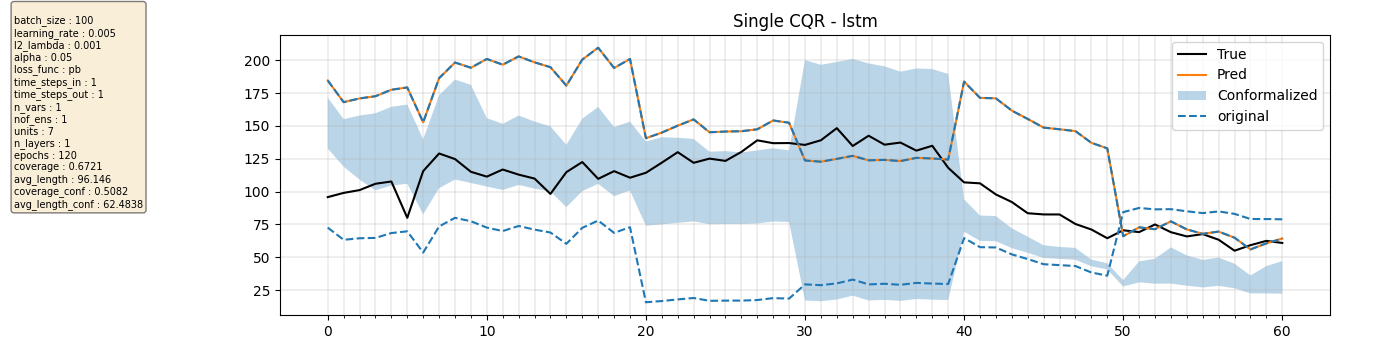 batch_size : 100
learning_rate : 0.005
l2_lambda : 0.001
alpha : 0.05
loss_func : pb
time_steps_in : 1
time_steps_out : 1
n_vars : 1
nof_ens : 1
units : 7
n_layers : 1
epochs : 120
coverage : 0.6721
avg_length : 96.146
coverage_conf : 0.5082
avg_length_conf : 62.4838
Single CQR - lstm
True
Pred
Conformalized
original
200
175
150
125
100
75
50
25
0 10 20 30 40 50 60